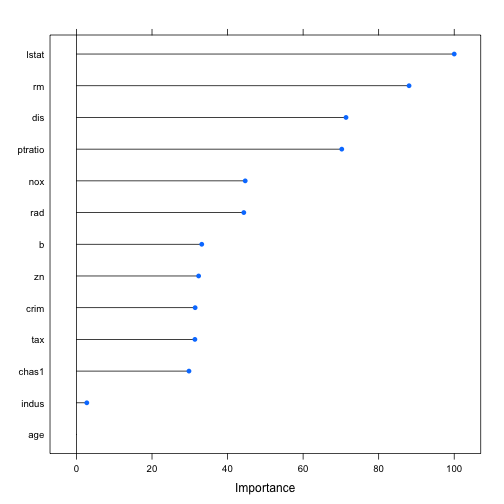 lstat
rm
dis
ptratio
nox
rad
b
zn
crim
tax
chas1
indus
age
0 20 40 60 80 100
Importance